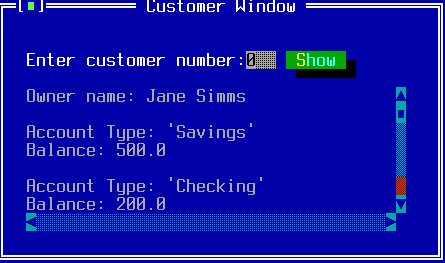 Customer Window
Enter customer number:0 Show
Owner name: Jane Simms
Account Type: 'Savings'
Balance: 500.0
Account Type: 'Checking'
Balance: 200.0